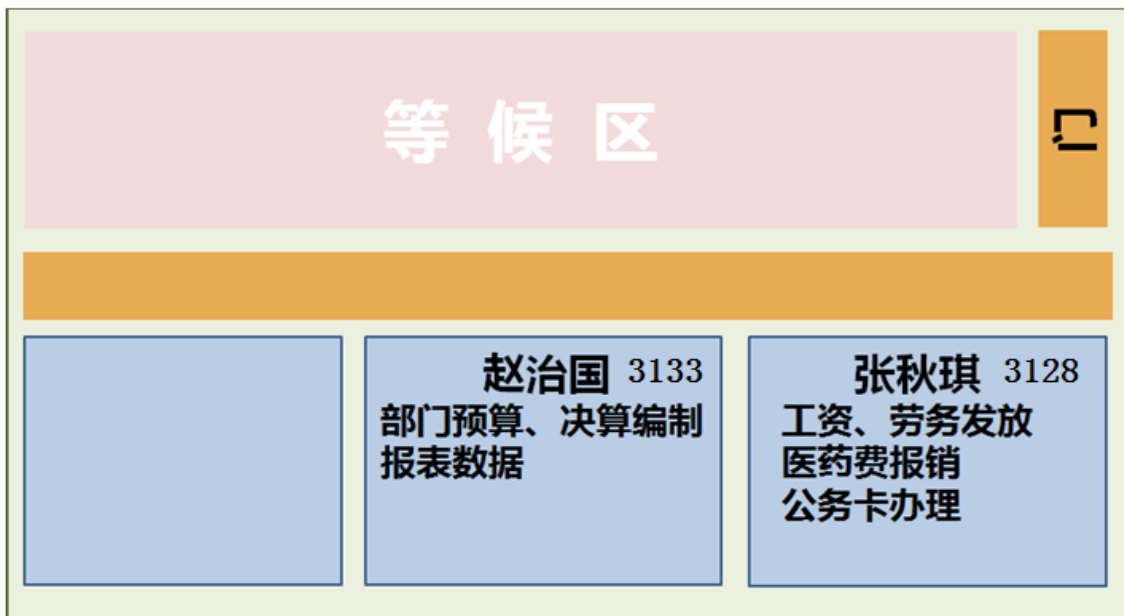 等候区
门
赵治国 3133
部门预算、决算编制
报表数据
张秋琪 3128
工资、劳务发放
医药费报销
公务卡办理